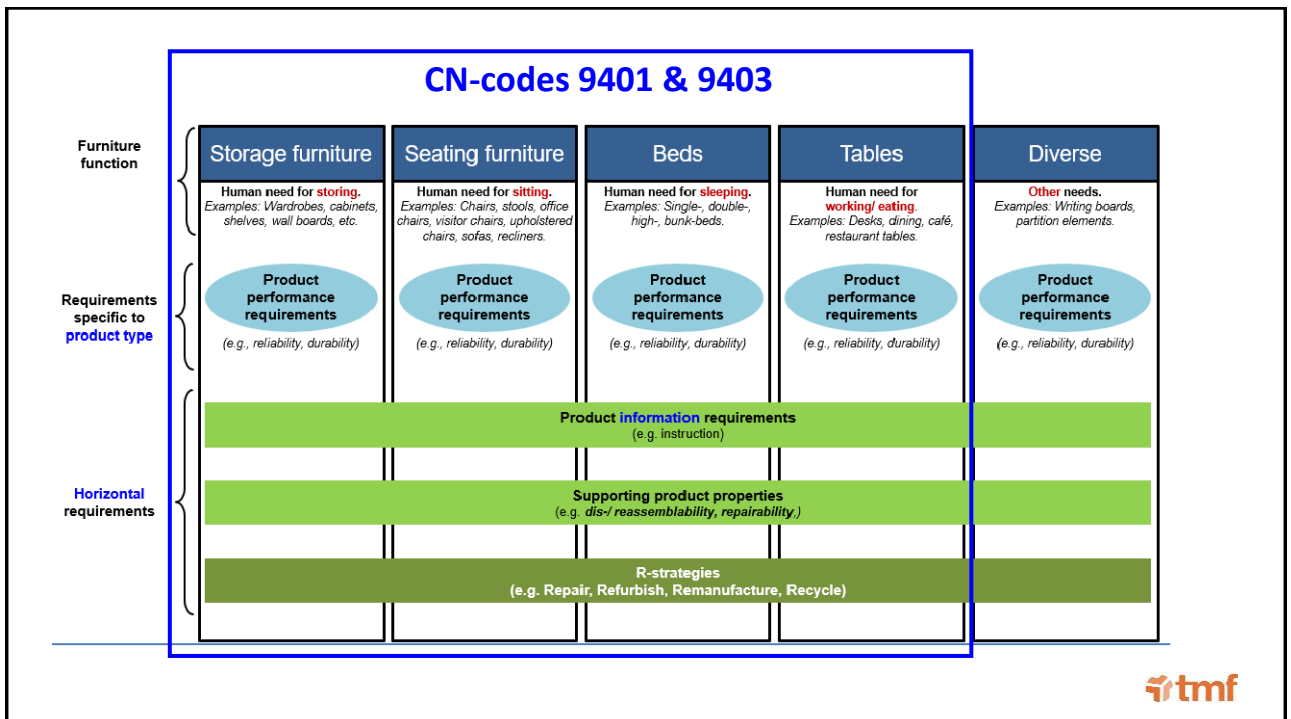 CN-codes 9401 & 9403
Furniture
function
Storage furniture
Human need for storing.
Examples: Wardrobes, cabinets,
shelves, wall boards, etc.
Seating furniture
Human need for sitting.
Examples: Chairs, stools, office
chairs, visitor chairs, upholstered
chairs, sofas, recliners.
Beds
Human need for sleeping.
Examples: Single-, double-,
high-, bunk-beds.
Tables
Human need for
working/ eating.
Examples: Desks, dining, café,
restaurant tables.
Diverse
Other needs.
Examples: Writing boards,
partition elements.
Requirements
specific to
product type
Product
performance
requirements
(e.g., reliability, durability)
Product
performance
requirements
(e.g., reliability, durability)
Product
performance
requirements
(e.g., reliability, durability)
Product
performance
requirements
(e.g., reliability, durability)
Product
performance
requirements
(e.g., reliability, durability)
Horizontal
requirements
Product information requirements
(e.g. instruction)
Supporting product properties
(e.g. dis-/ reassemblability, repairability,)
R-strategies
(e.g. Repair, Refurbish, Remanufacture, Recycle)
tmf